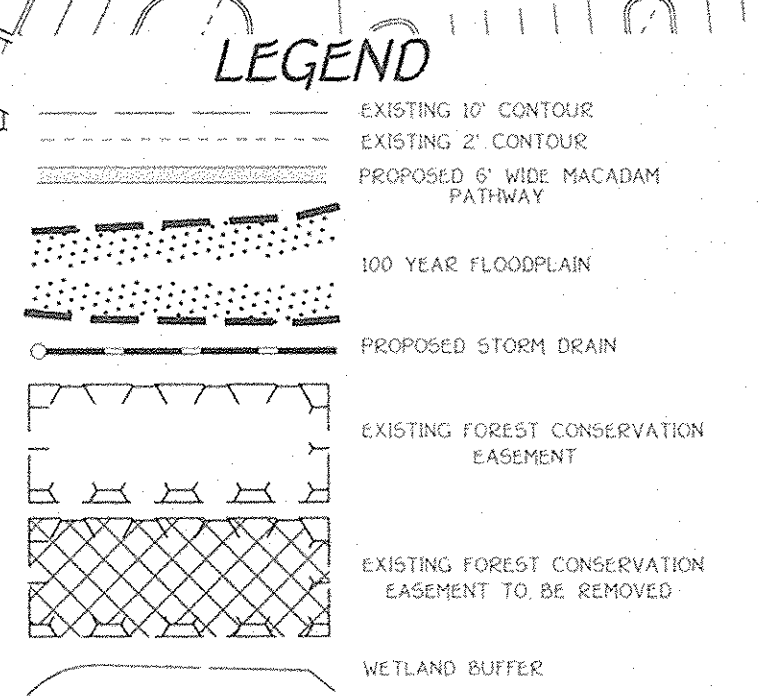 LEGEND
EXISTING 10' CONTOUR
EXISTING 2' CONTOUR
PROPOSED 6' WIDE MACADAM
PATHWAY
100 YEAR FLOODPLAIN
PROPOSED STORM DRAIN
EXISTING FOREST CONSERVATION
EASEMENT
EXISTING FOREST CONSERVATION
EASEMENT TO BE REMOVED
WETLAND BUFFER